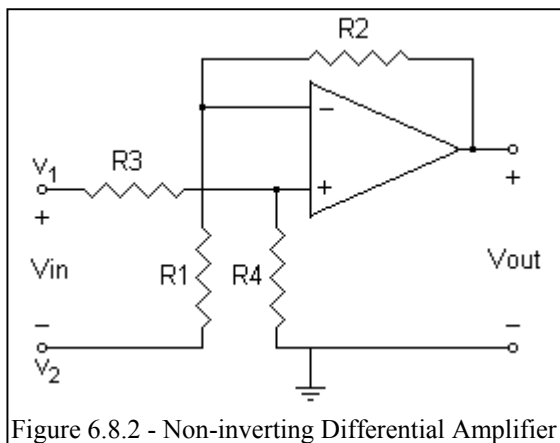 R2
−
V1
R3
+
+
+
Vin
R1
R4
Vout
−
−
V2
Figure 6.8.2 - Non-inverting Differential Amplifier